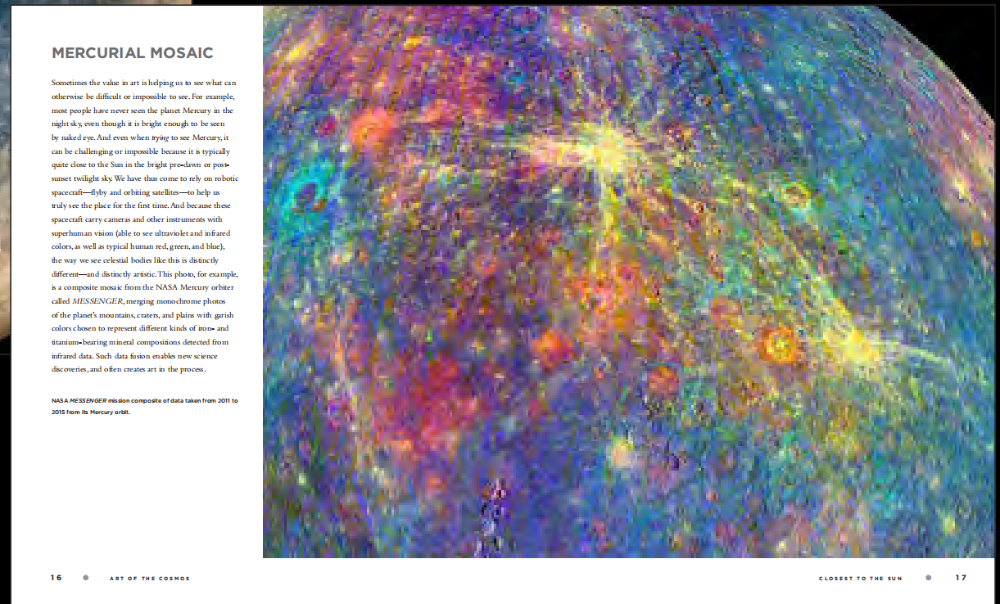 MERCURIAL MOSAIC
Sometimes the value in art is helping us to see what can
otherwise be difficult or impossible to see. For example,
most people have never seen the planet Mercury in the
night sky, even though it is bright enough to be seen
by naked eye. And even when trying to see Mercury, it
can be challenging or impossible because it is typically
quite close to the Sun in the bright pre-dawn or post-
sunset twilight sky. We have thus come to rely on robotic
spacecraft—flyby and orbiting satellites—to help us
truly see the place for the first time. And because these
spacecraft carry cameras and other instruments with
superhuman vision (able to see ultraviolet and infrared
colors, as well as typical human red, green, and blue),
the way we see celestial bodies like this is distinctly
different—and distinctly artistic. This photo, for example,
is a composite mosaic from the NASA Mercury orbiter
called MESSENGER, merging monochrome photos
of the planet's mountains, craters, and plains with garish
colors chosen to represent different kinds of iron- and
titanium-bearing mineral compositions detected from
infrared data. Such data fusion enables new science
discoveries, and often creates art in the process.
NASA MESSENGER mission composite of data taken from 2011 to
2015 from its Mercury orbit.
16 ● ART OF THE COSMOS
CLOSEST TO THE SUN ● 17